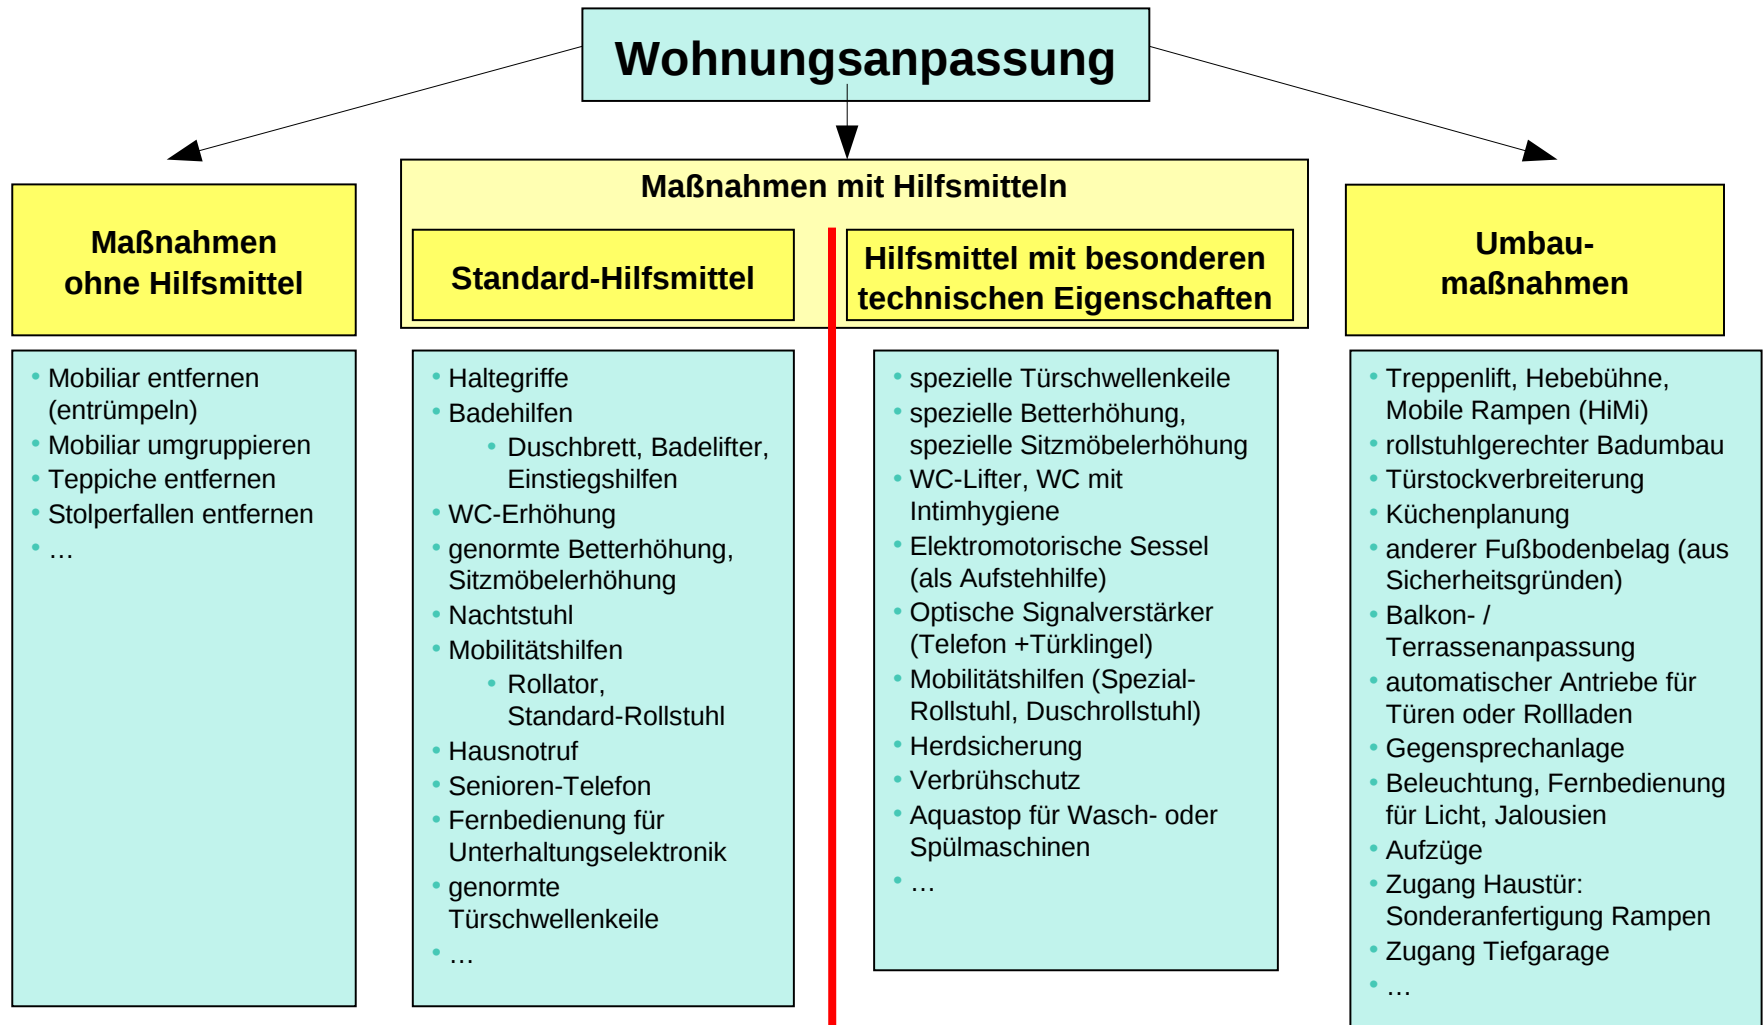 Wohnungsanpassung
Maßnahmen
ohne Hilfsmittel
• Mobiliar entfernen
(entrümpeln)
• Mobiliar umgruppieren
• Teppiche entfernen
• Stolperfallen entfernen
• …
Maßnahmen mit Hilfsmitteln
Standard-Hilfsmittel
• Haltegriffe
• Badehilfen
• Duschbrett, Badelifter,
Einstiegshilfen
• WC-Erhöhung
• genormte Betterhöhung,
Sitzmöbelerhöhung
• Nachtstuhl
• Mobilitätshilfen
• Rollator,
Standard-Rollstuhl
• Hausnotruf
• Senioren-Telefon
• Fernbedienung für
Unterhaltungselektronik
• genormte
Türschwellenkeile
• …
Hilfsmittel mit besonderen
technischen Eigenschaften
• spezielle Türschwellenkeile
• spezielle Betterhöhung,
spezielle Sitzmöbelerhöhung
• WC-Lifter, WC mit
Intimhygiene
• Elektromotorische Sessel
(als Aufstehhilfe)
• Optische Signalverstärker
(Telefon +Türklingel)
• Mobilitätshilfen (Spezial-
Rollstuhl, Duschrollstuhl)
• Herdsicherung
• Verbrühschutz
• Aquastop für Wasch- oder
Spülmaschinen
• …
Umbau-
maßnahmen
• Treppenlift, Hebebühne,
Mobile Rampen (HiMi)
• rollstuhlgerechter Badumbau
• Türstockverbreiterung
• Küchenplanung
• anderer Fußbodenbelag (aus
Sicherheitsgründen)
• Balkon- /
Terrassenanpassung
• automatischer Antriebe für
Türen oder Rollladen
• Gegensprechanlage
• Beleuchtung, Fernbedienung
für Licht, Jalousien
• Aufzüge
• Zugang Haustür:
Sonderanfertigung Rampen
• Zugang Tiefgarage
• …